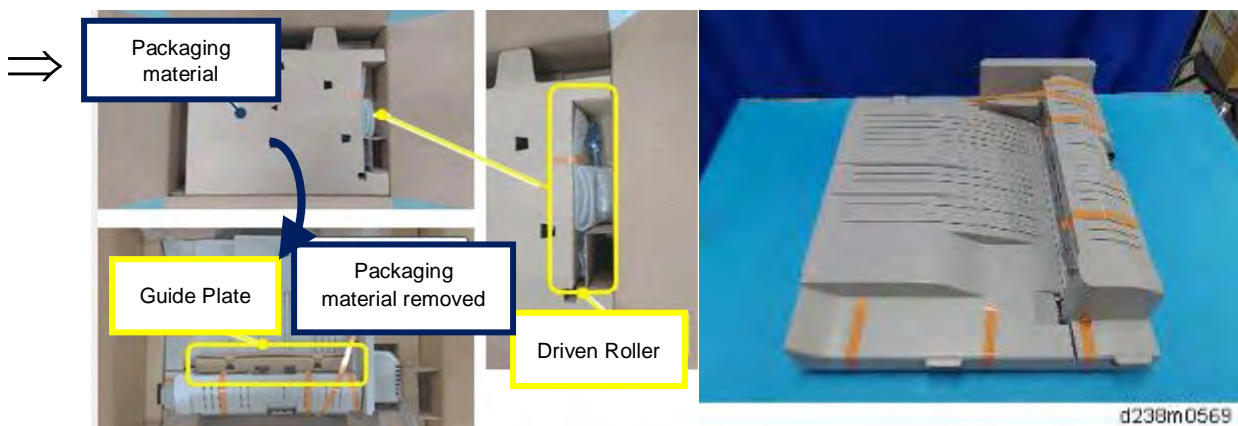 Packaging
material
Guide Plate
Packaging
material removed
Driven Roller
d238m0569